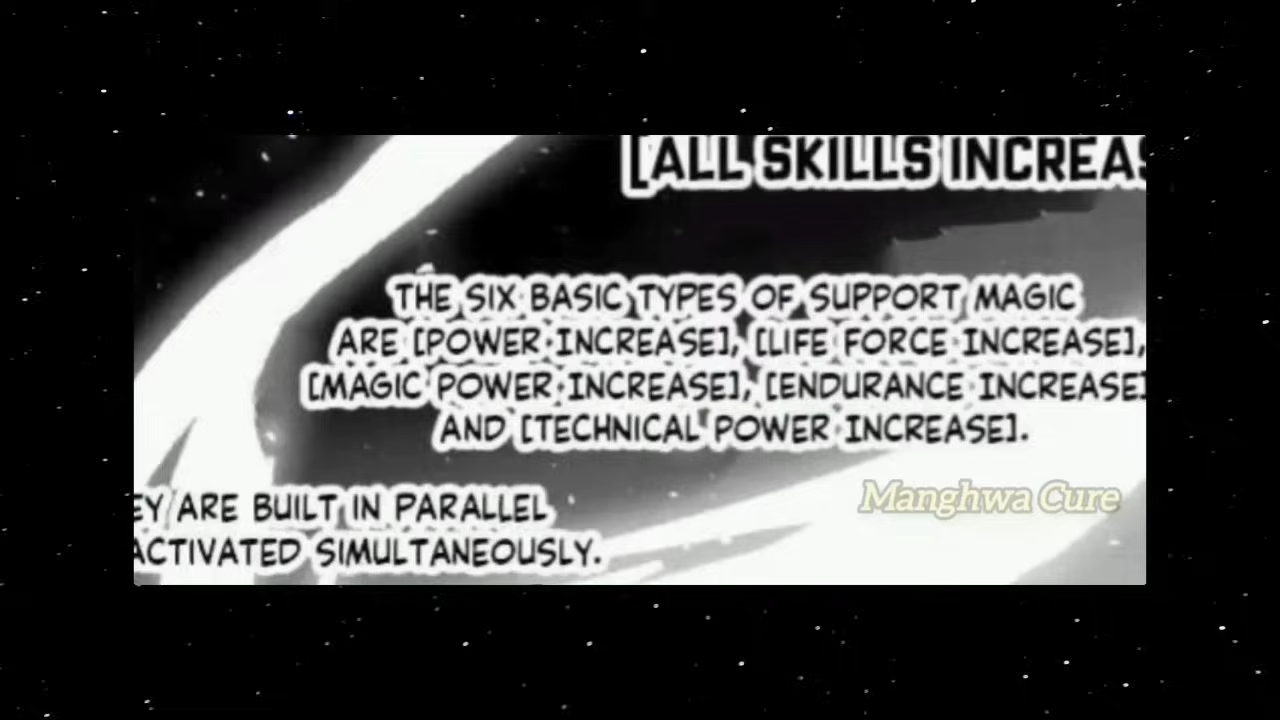 [ALL SKILLS INCREAS
THE SIX BASIC TYPES OF SUPPORT MAGIC
ARE [POWER INCREASE], [LIFE FORCE INCREASE],
[MAGIC POWER INCREASE], [ENDURANCE INCREASE]
AND [TECHNICAL POWER INCREASE].
EY ARE BUILT IN PARALLEL
ACTIVATED SIMULTANEOUSLY.
Manghwa Cure